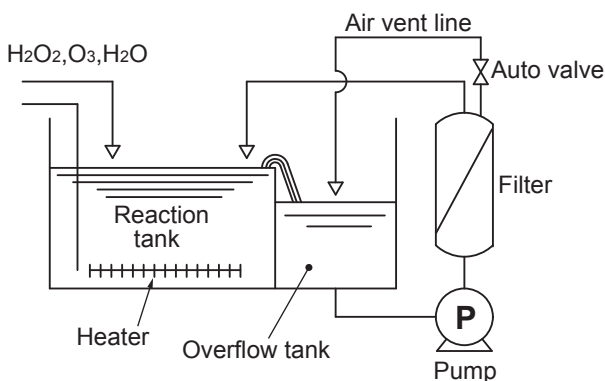 Air vent line
H2O2,O3,H2O
Auto valve
Filter
Reaction
tank
Heater
Overflow tank
P
Pump